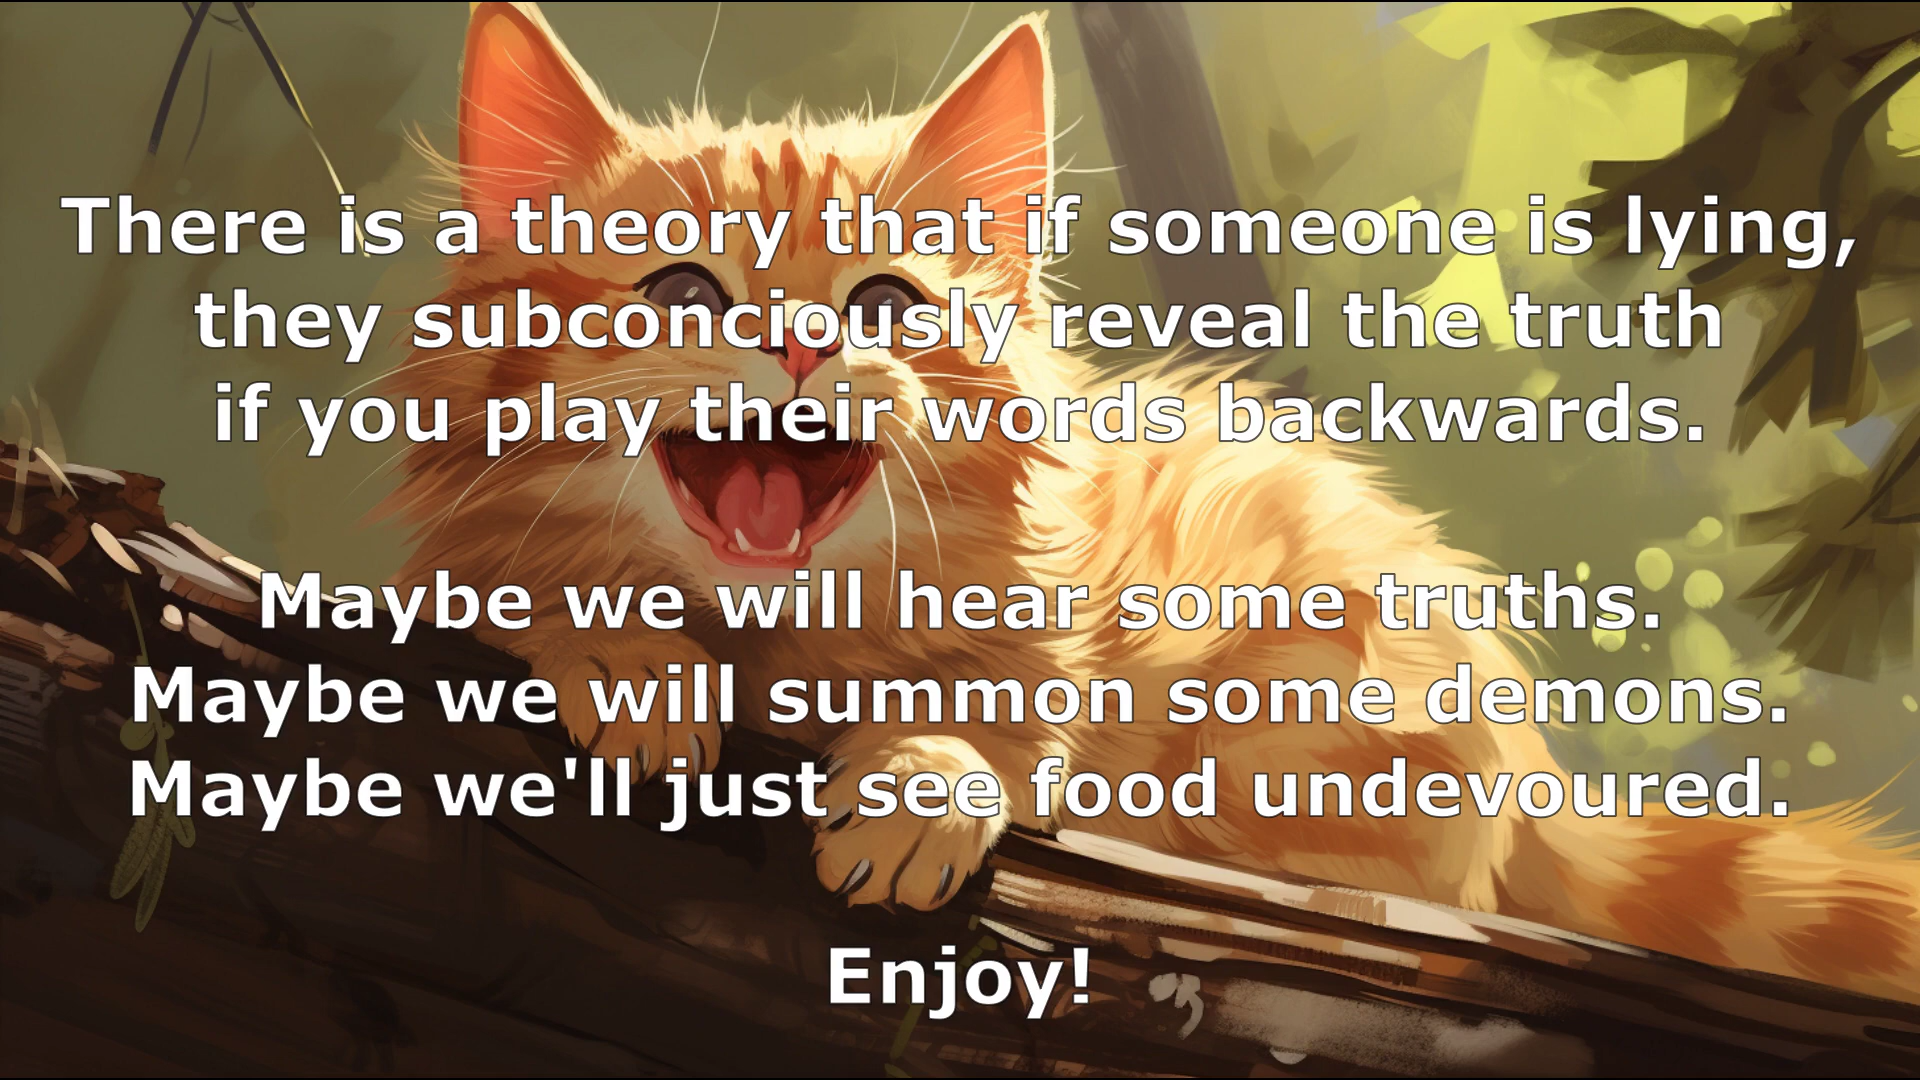 There is a theory that if someone is lying,
they subconciously reveal the truth
if you play their words backwards.
Maybe we will hear some truths.
Maybe we will summon some demons.
Maybe we'll just see food undevoured.
Enjoy!